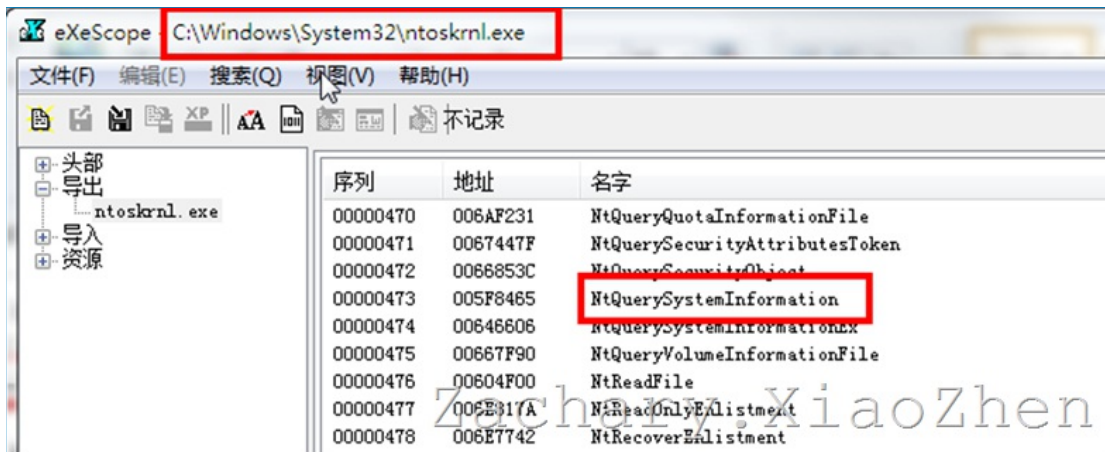 eXeScope - C:\Windows\System32\ntoskrnl.exe
文件(F) 编辑(E) 搜索(Q) 视图(V) 帮助(H)
不记录
头部
导出
ntoskrnl.exe
导入
资源
序列 地址 名字
00000470 006AF231 NtQueryQuotaInformationFile
00000471 0067447F NtQuerySecurityAttributesToken
00000472 0066853C NtQuerySecurityObject
00000473 005F8465 NtQuerySystemInformation
00000474 00646606 NtQuerySystemInformationEx
00000475 00667F90 NtQueryVolumeInformationFile
00000476 00604F00 NtReadFile
00000477 006E817A NtReadOnlyEnlistment
00000478 006E7742 NtRecoverEnlistment
Zachary.XiaoZhen